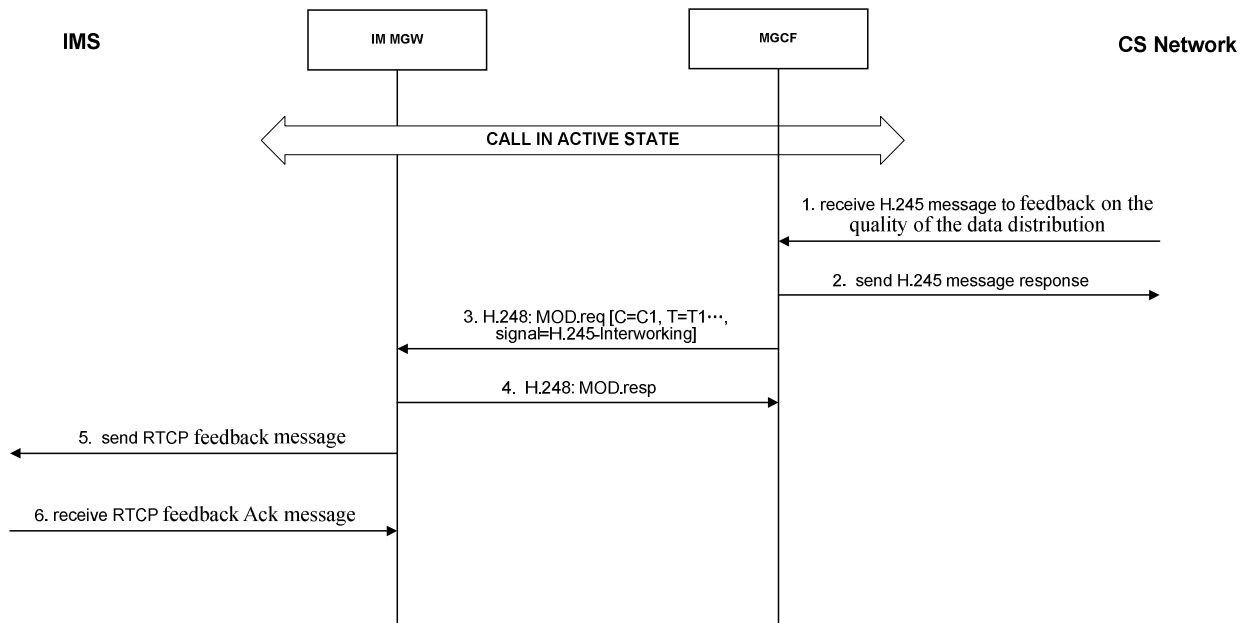 IMS
IM MGW
MGCF
CS Network
CALL IN ACTIVE STATE
1. receive H.245 message to feedback on the
quality of the data distribution
2. send H.245 message response
3. H.248: MOD.req [C=C1, T=T1⋯,
signal=H.245-Interworking]
4. H.248: MOD.resp
5. send RTCP feedback message
6. receive RTCP feedback Ack message